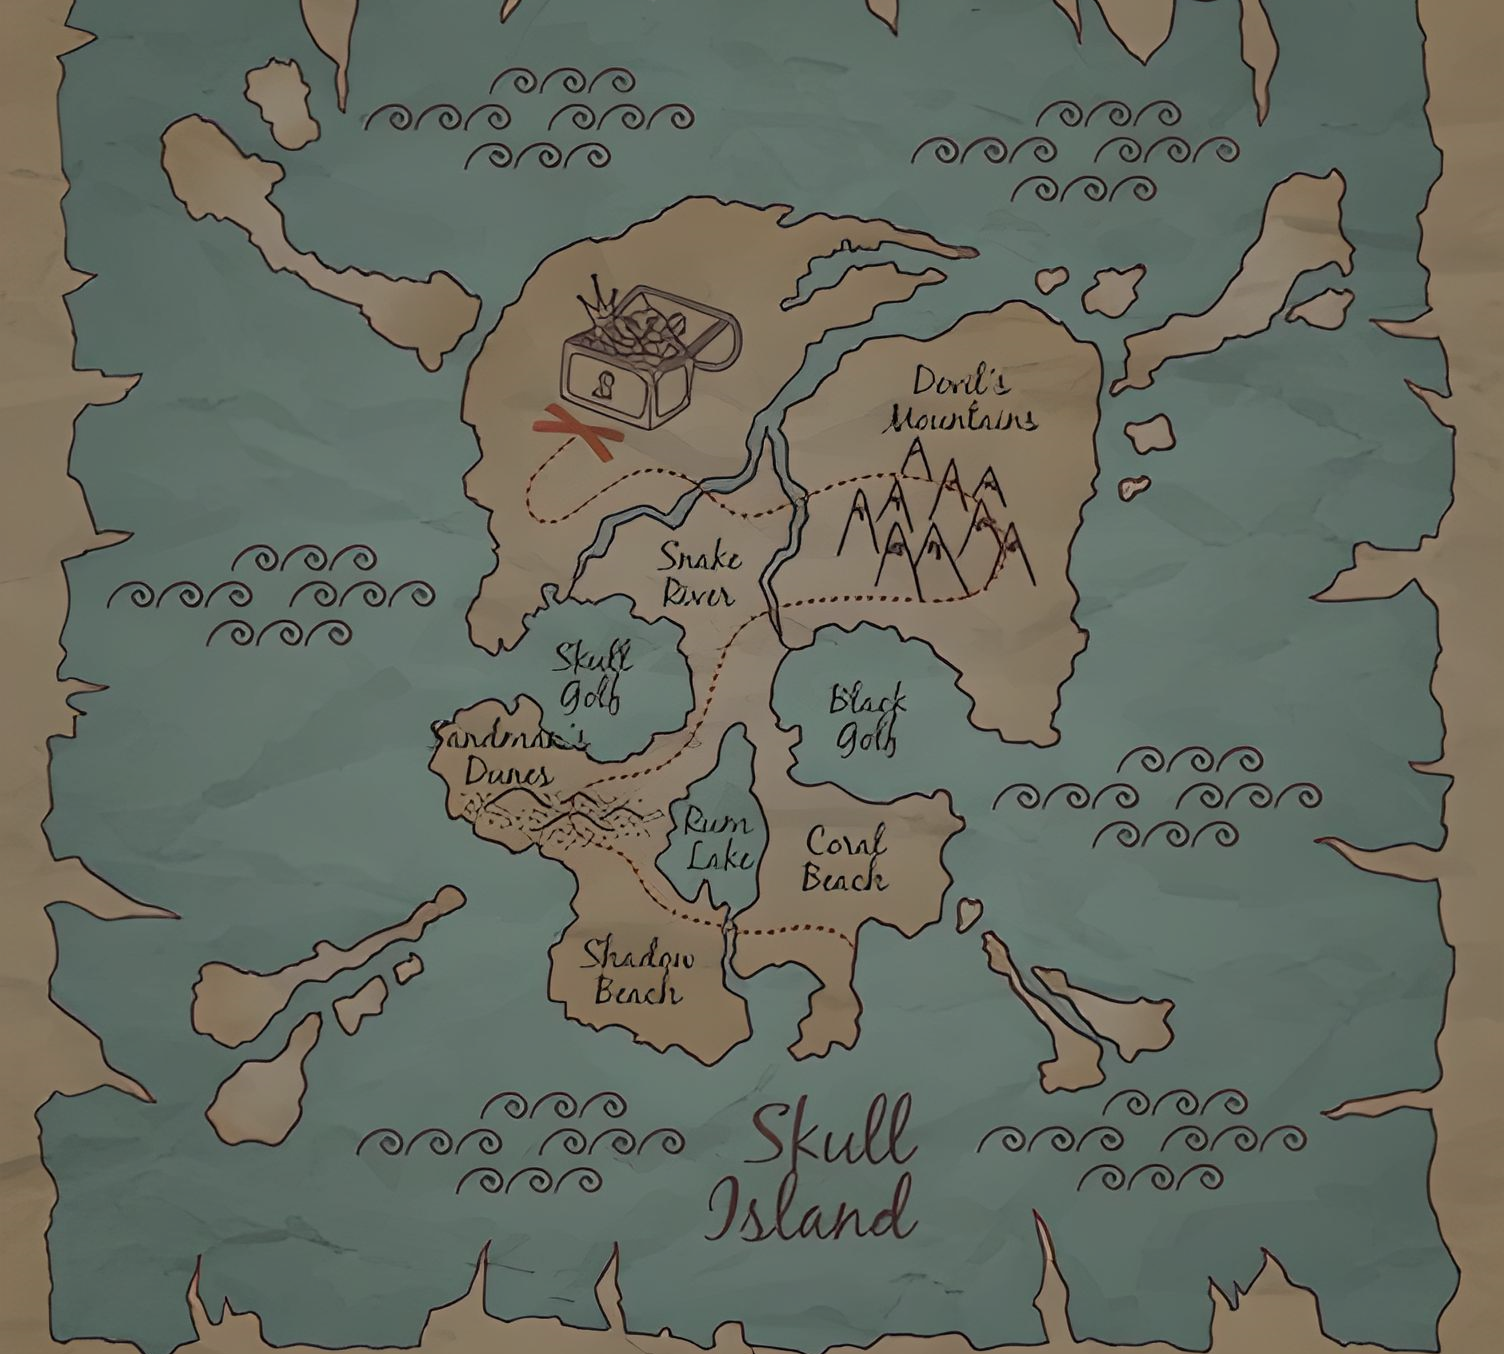 Devil's
Mountains
Snake
River
Skull
Golf
Black
Golf
Sandman's
Dunes
Rum
Lake
Coral
Beach
Shadow
Beach
Skull
Island